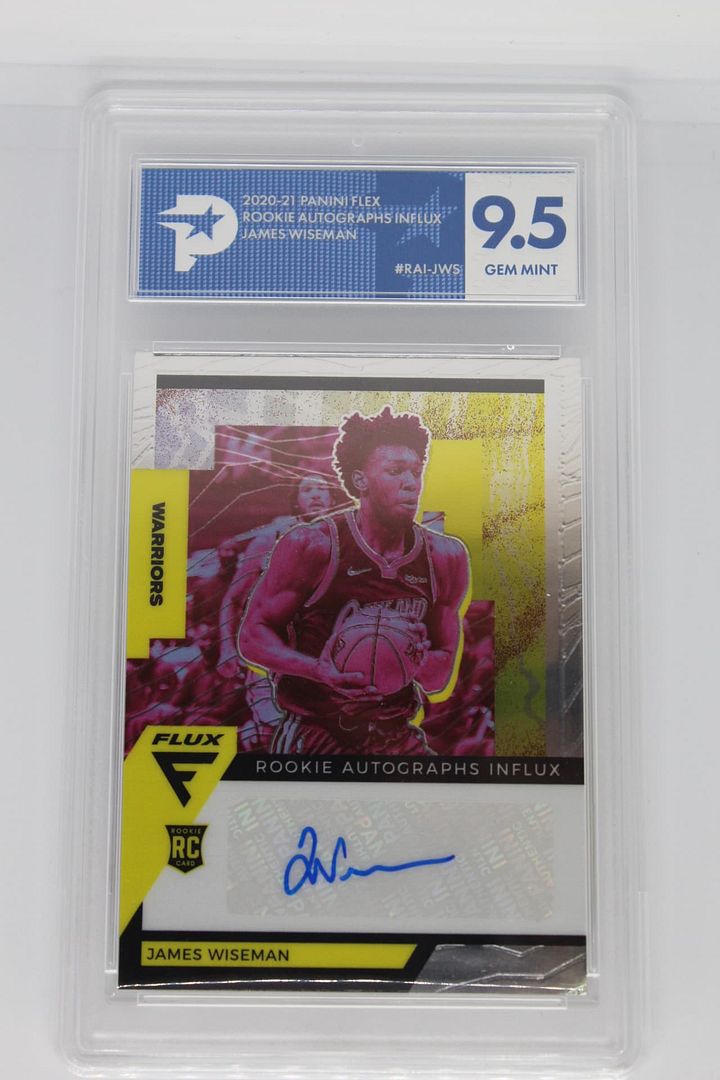 2020-21 PANINI FLEX
ROOKIE AUTOGRAPHS INFLUX
JAMES WISEMAN
#RAI-JWS
9.5
GEM MINT
WARRIORS
FLUX
ROOKIE AUTOGRAPHS INFLUX
ROOKIE
RC
CARD
JAMES WISEMAN